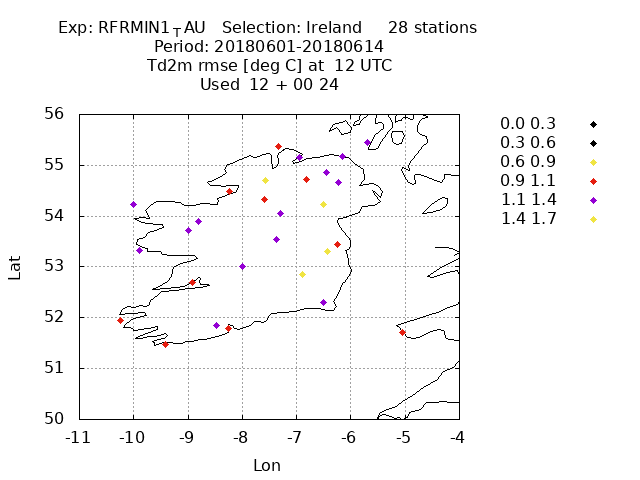 Exp: RFRMIN1TAU Selection: Ireland 28 stations
Period: 20180601-20180614
Td2m rmse [deg C] at 12 UTC
Used 12 + 00 24
0.0 0.3
0.3 0.6
0.6 0.9
0.9 1.1
1.1 1.4
1.4 1.7
56
55
54
53
52
51
50
Lat
-11 -10 -9 -8 -7 -6 -5 -4
Lon